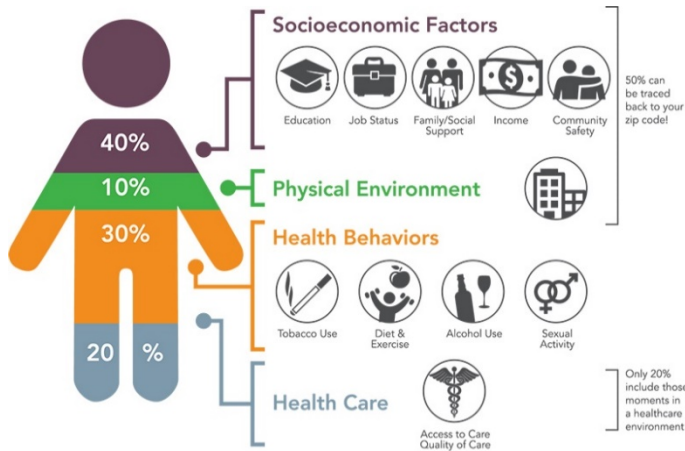 Socioeconomic Factors
Education
Job Status
Family/Social
Support
Income
Community
Safety
50% can
be traced
back to your
zip code!
40%
10%
Physical Environment
30%
Health Behaviors
Tobacco Use
Diet &
Exercise
Alcohol Use
Sexual
Activity
20 %
Health Care
Access to Care
Quality of Care
Only 20%
include those
moments in
a healthcare
environment